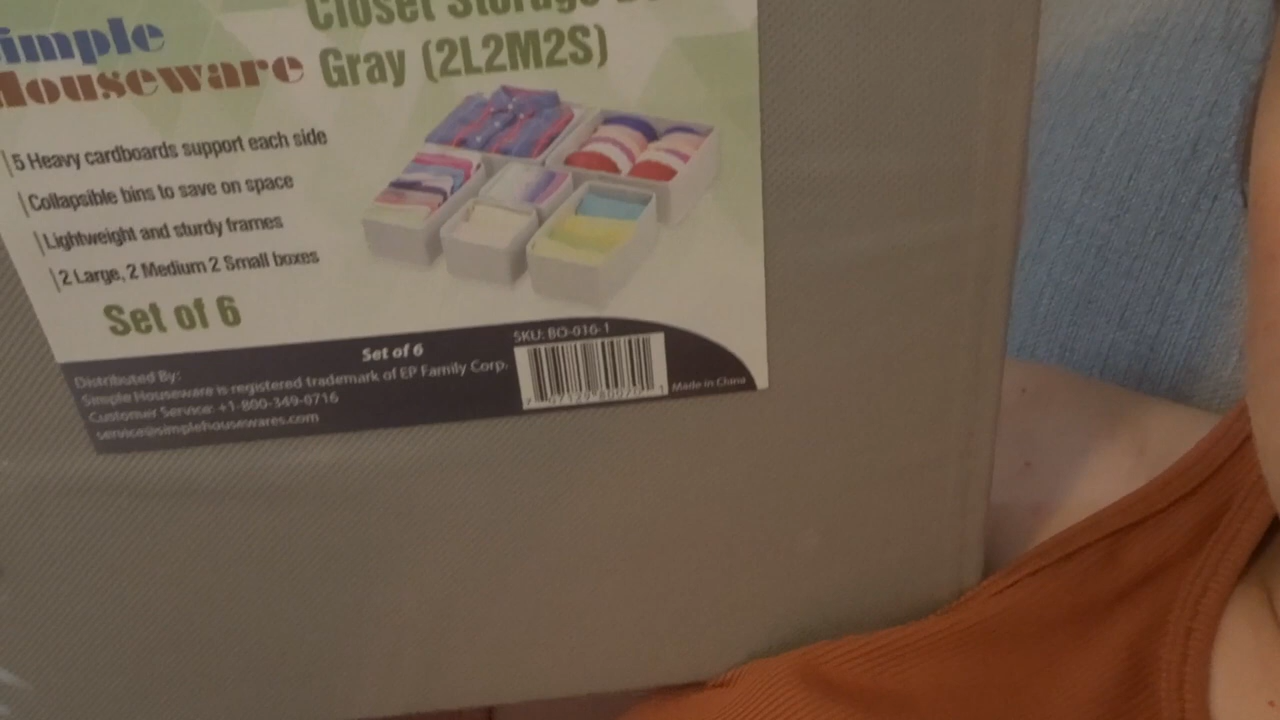 Closet Storage
imple
Houseware
Gray (2L2M2S)
5 Heavy cardboards support each side
Collapsible bins to save on space
Lightweight and sturdy frames
2 Large, 2 Medium 2 Small boxes
Set of 6
Set of 6
SKU: BO-036-1
Distributed By:
Simple Houseware is registered trademark of EP Family Corp.
Customer Service: +1-800-349-0716
service@simplehousewares.com
Made in China